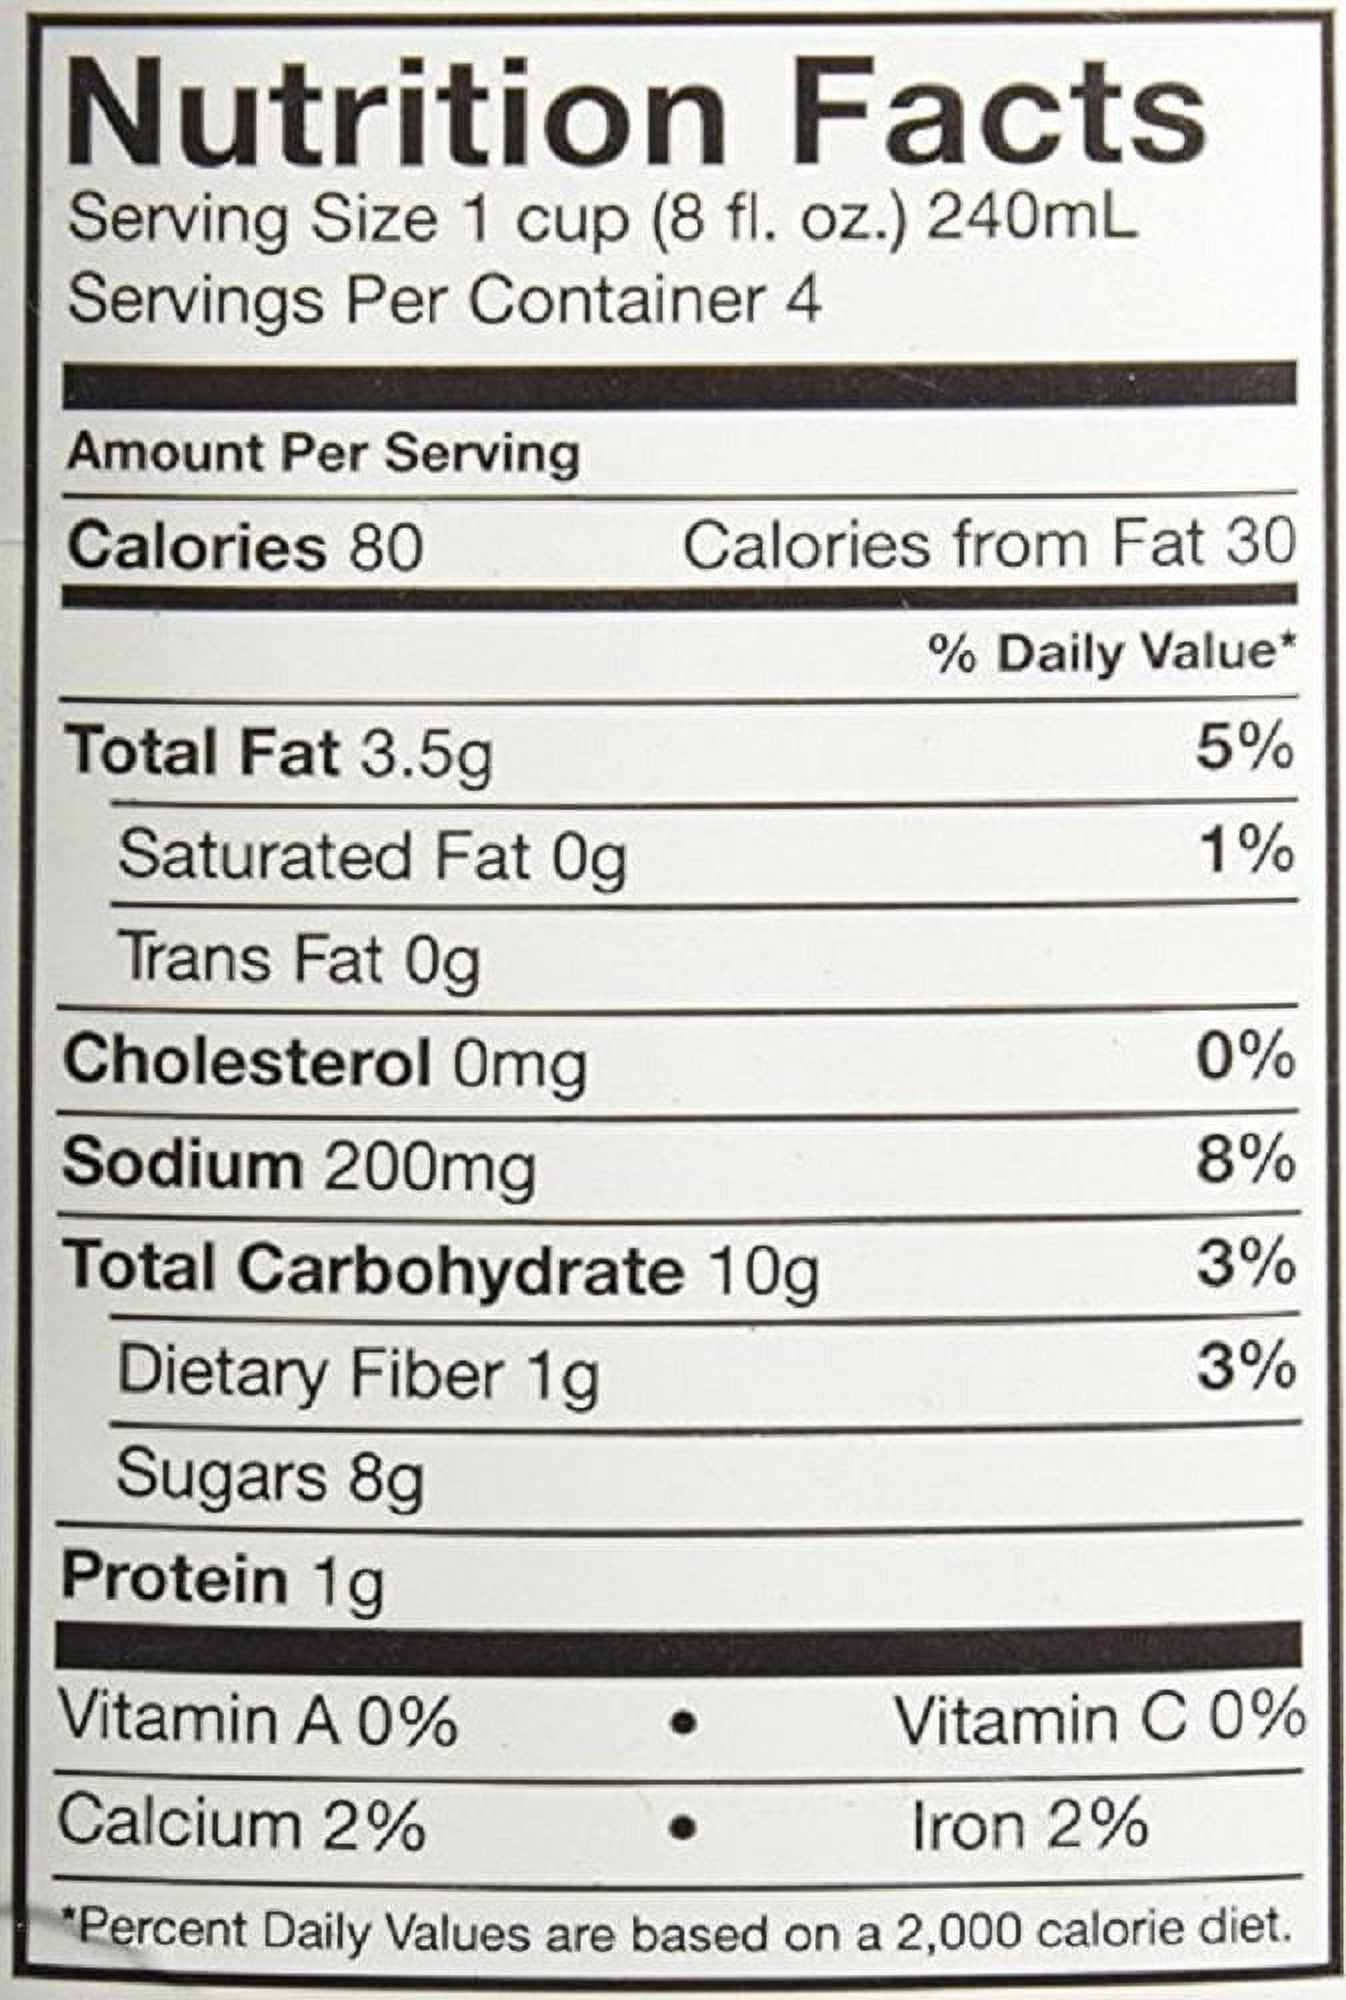 Nutrition Facts
Serving Size 1 cup (8 fl. oz.) 240mL
Servings Per Container 4
Amount Per Serving
Calories 80 Calories from Fat 30
% Daily Value*
Total Fat 3.5g 5%
Saturated Fat 0g 1%
Trans Fat 0g
Cholesterol 0mg 0%
Sodium 200mg 8%
Total Carbohydrate 10g 3%
Dietary Fiber 1g 3%
Sugars 8g
Protein 1g
Vitamin A 0% • Vitamin C 0%
Calcium 2% • Iron 2%
*Percent Daily Values are based on a 2,000 calorie diet.